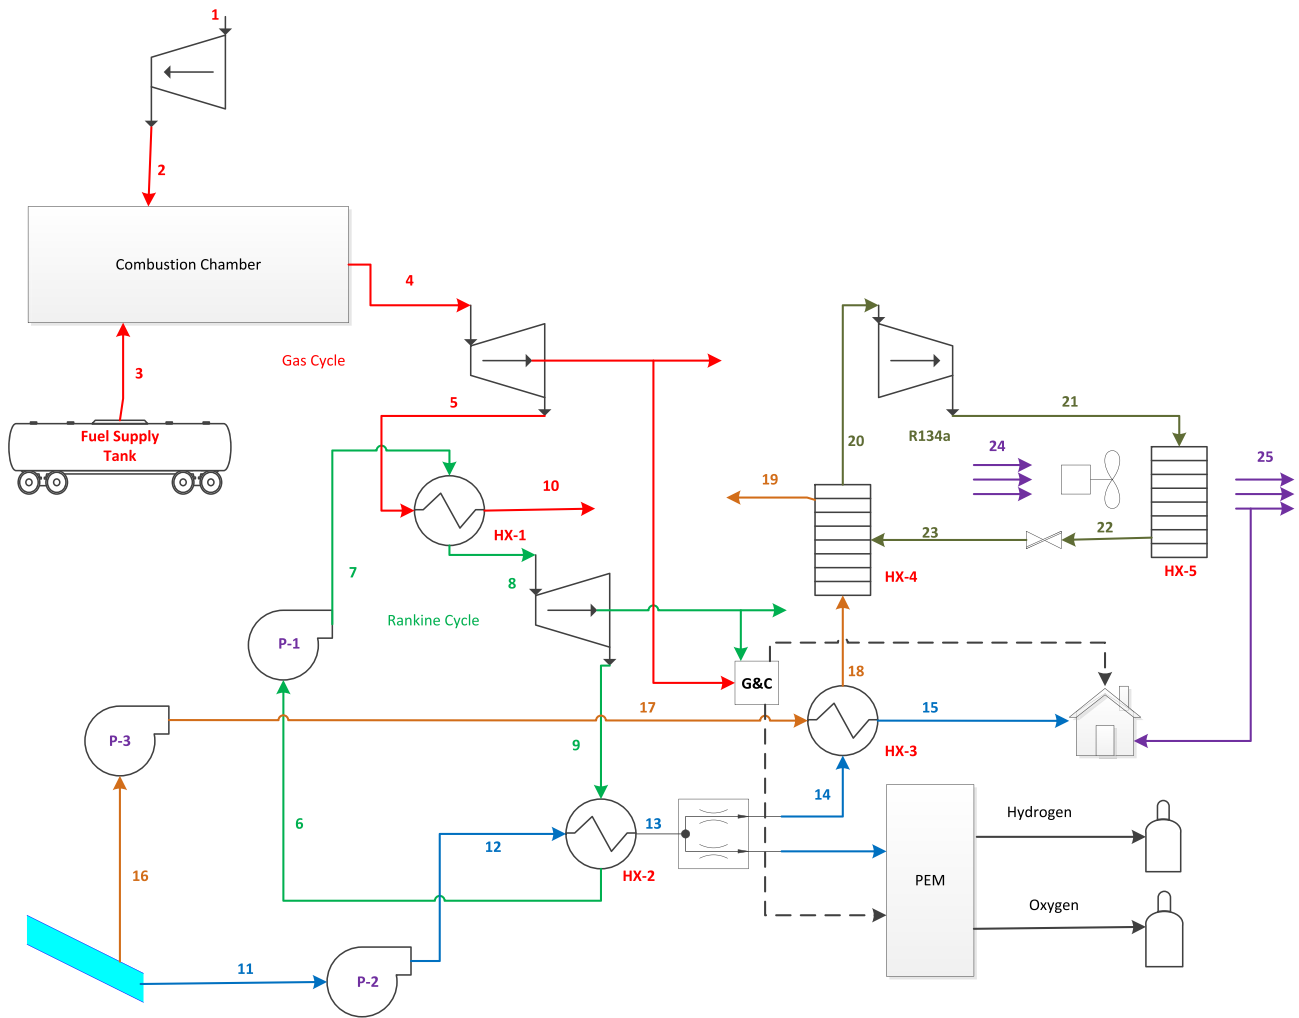 1
2
Combustion Chamber
4
Gas Cycle
3
5
Fuel Supply
Tank
R134a
21
20
24
25
19
10
HX-1
23
22
HX-5
HX-4
7
8
Rankine Cycle
P-1
G&C
18
17
15
P-3
9
HX-3
14
Hydrogen
6
13
12
HX-2
16
PEM
Oxygen
11
P-2